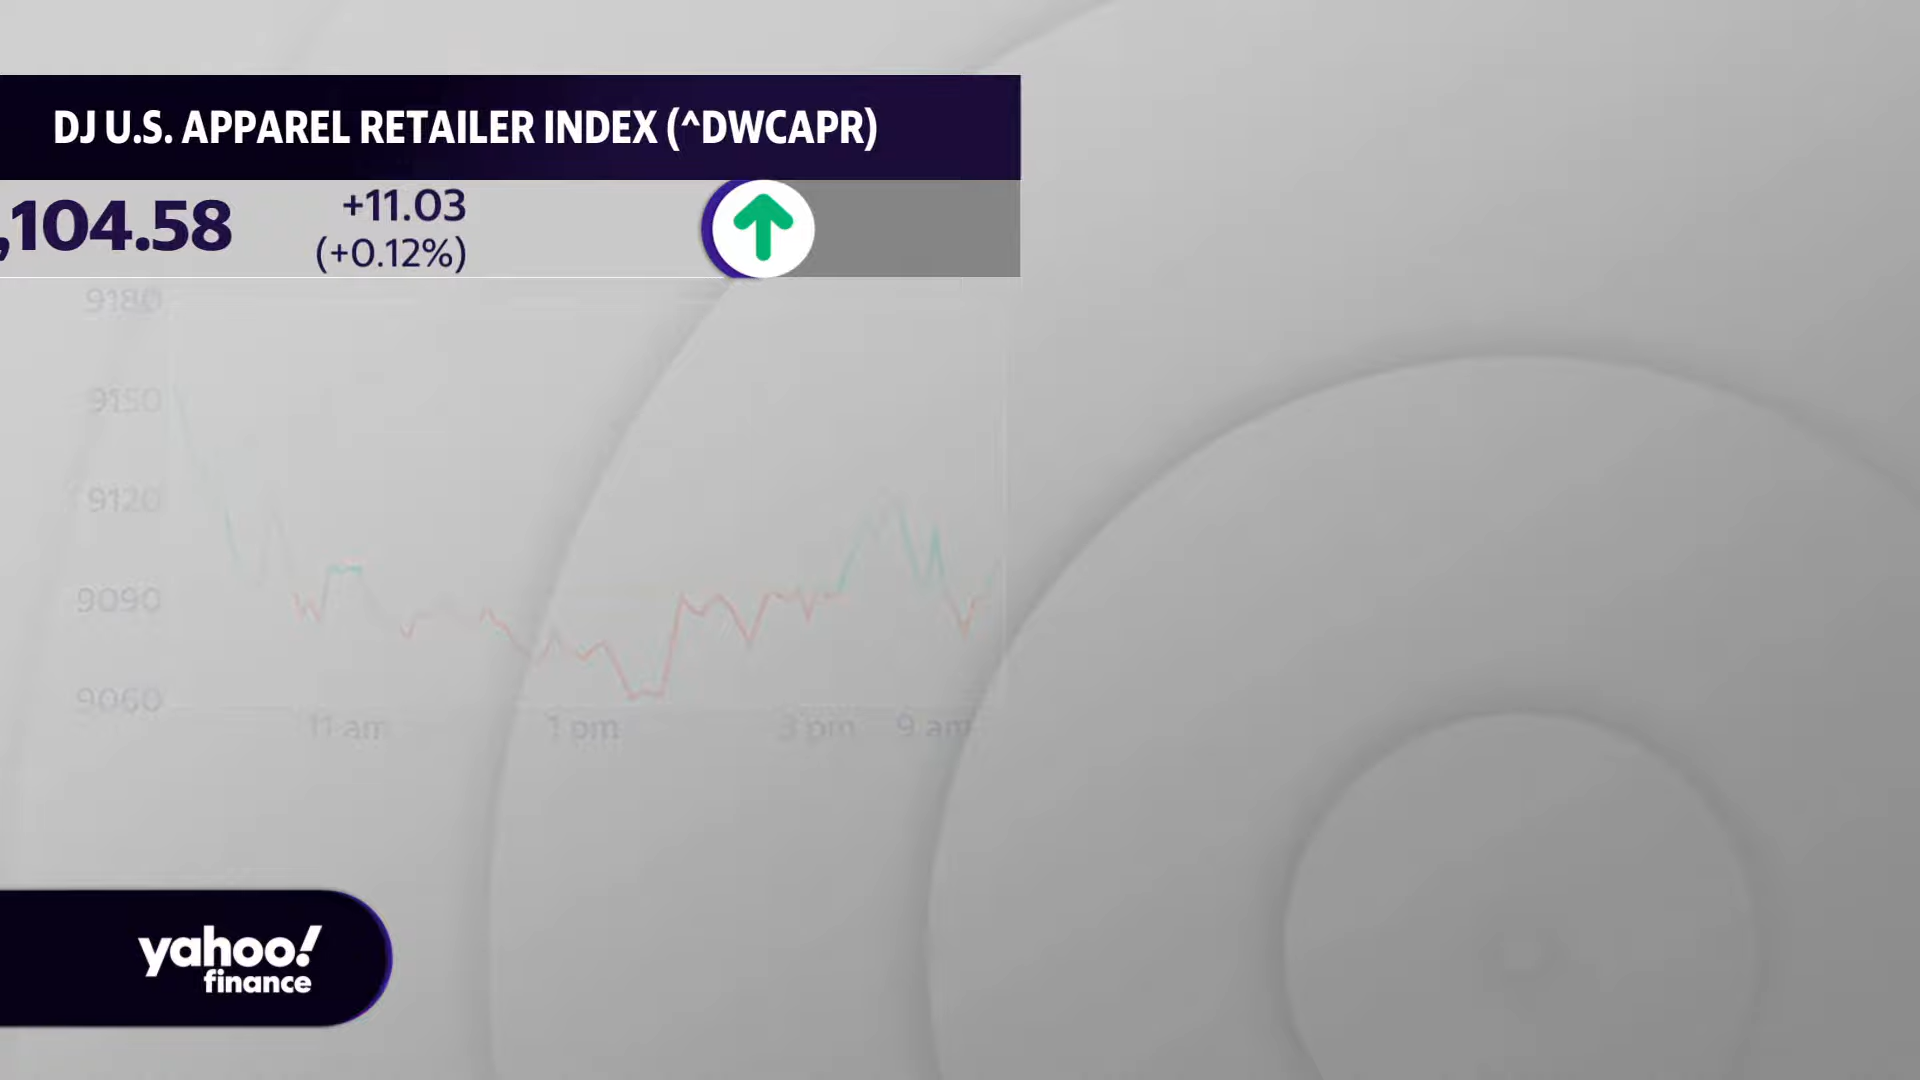 DJ U.S. APPAREL RETAILER INDEX (^DWCAPR)
,104.58
+11.03
(+0.12%)
9180
9150
9120
9090
9060
11 am
1 pm
3 pm
9 am
yahoo!
finance